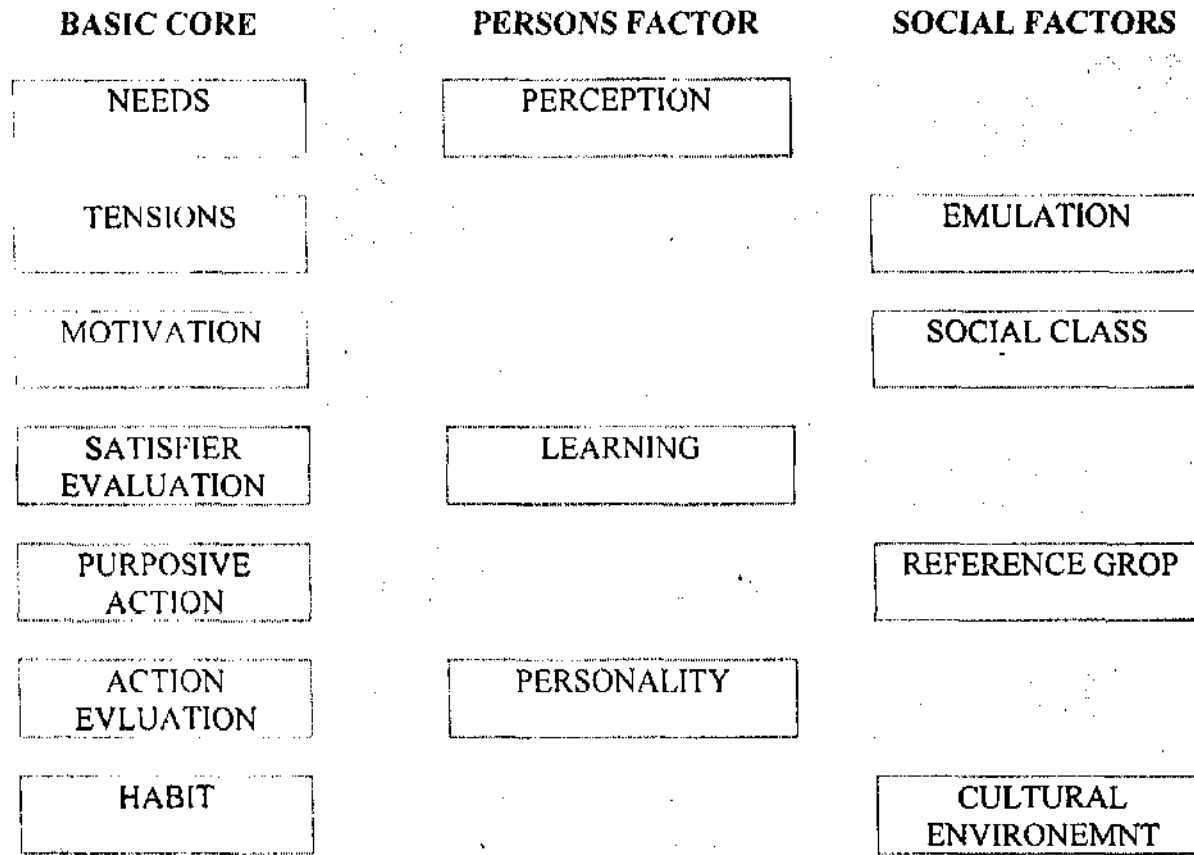 BASIC CORE PERSONS FACTOR SOCIAL FACTORS
NEEDS PERCEPTION
TENSIONS EMULATION
MOTIVATION SOCIAL CLASS
SATISFIER LEARNING
EVALUATION
PURPOSIVE REFERENCE GROP
ACTION
ACTION PERSONALITY
EVLUATION
HABIT CULTURAL
ENVIRONEMNT